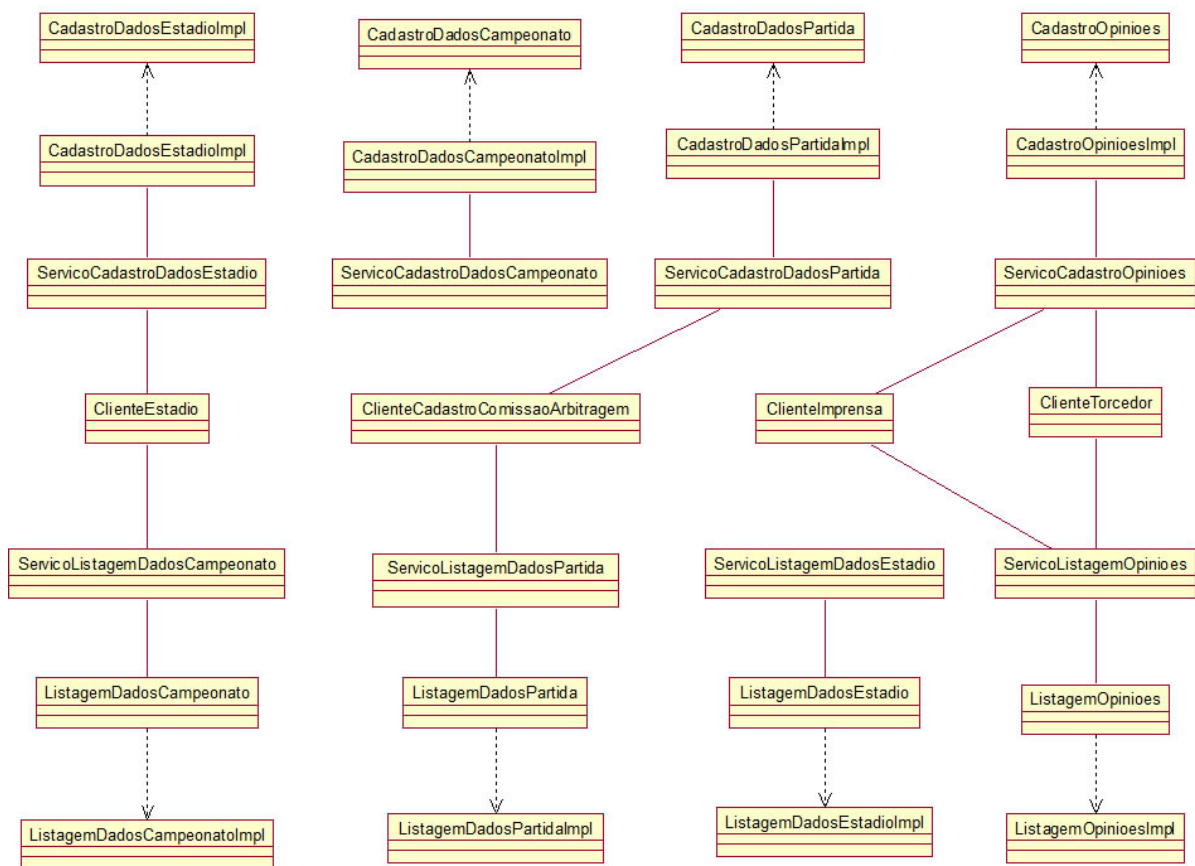 CadastroDadosEstadioImpl
CadastroDadosCampeonato
CadastroDadosPartida
CadastroOpinioes
CadastroDadosEstadioImpl
CadastroDadosCampeonatoImpl
CadastroDadosPartidaImpl
CadastroOpinioesImpl
ServicoCadastroDadosEstadio
ServicoCadastroDadosCampeonato
ServicoCadastroDadosPartida
ServicoCadastroOpinioes
ClienteEstadio
ClienteCadastroComissaoArbitragem
ClienteImprensa
ClienteTorcedor
ServicoListagemDadosCampeonato
ServicoListagemDadosPartida
ServicoListagemDadosEstadio
ServicoListagemOpinioes
ListagemDadosCampeonato
ListagemDadosPartida
ListagemDadosEstadio
ListagemOpinioes
ListagemDadosCampeonatoImpl
ListagemDadosPartidaImpl
ListagemDadosEstadioImpl
ListagemOpinioesImpl